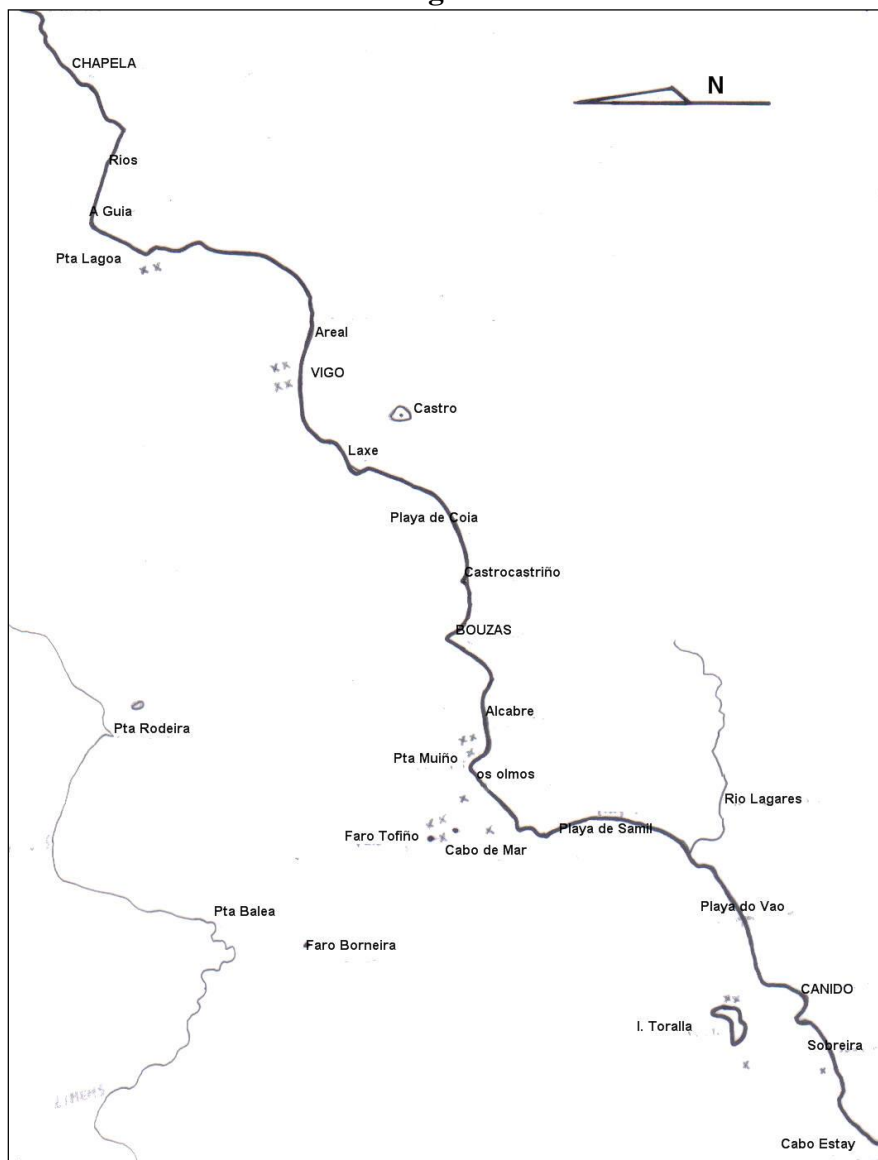 CHAPELA
N
Rios
A Guia
Pta Lagoa
Areal
VIGO
Castro
Laxe
Playa de Coia
Castrocastriño
BOUZAS
Alcabre
Pta Rodeira
Pta Muiño
os olmos
Rio Lagares
Playa de Samil
Faro Tofiño
Cabo de Mar
Playa do Vao
Pta Balea
Faro Borneira
CANIDO
I. Toralla
Sobreira
LIMENS
Cabo Estay